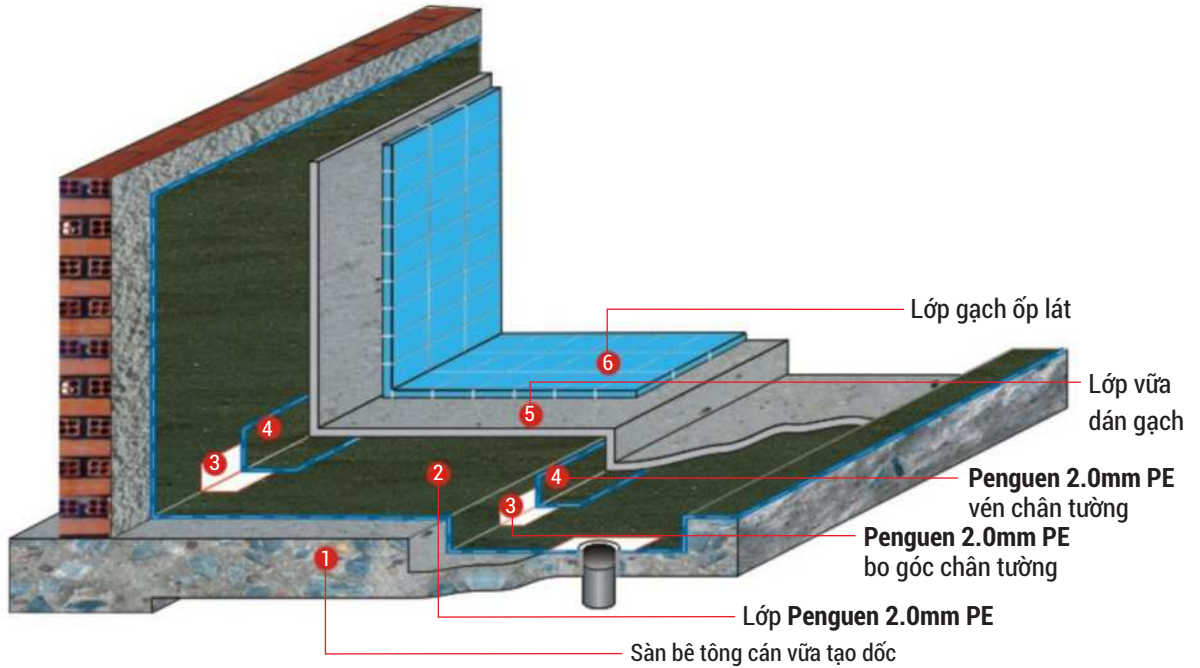 Lớp gạch ốp lát
6
5
Lớp vữa
dán gạch
4
3
2
4
Penguen 2.0mm PE
vén chân tường
3
Penguen 2.0mm PE
bo góc chân tường
1
Lớp Penguen 2.0mm PE
Sàn bê tông cán vữa tạo dốc